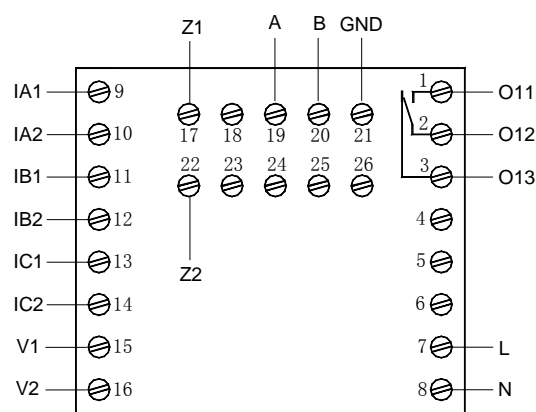 Z1 A B GND
IA1 9 1 O11
17 18 19 20 21
IA2 10 2 O12
22 23 24 25 26
IB1 11 3 O13
IB2 12 4
Z2
IC1 13 5
IC2 14 6
V1 15 7 L
V2 16 8 N